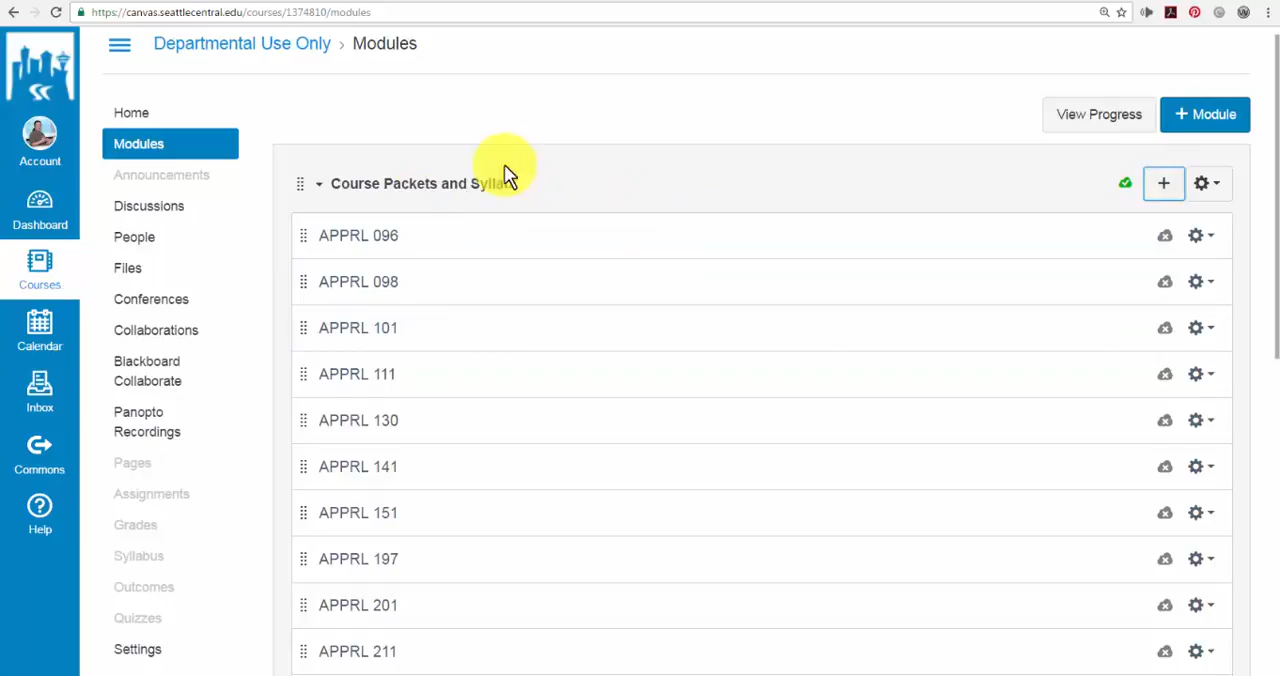 https://canvas.seattlecentral.edu/courses/1374810/modules
Departmental Use Only › Modules
Account
Dashboard
Courses
Calendar
Inbox
Commons
Help
Home
Modules
Announcements
Discussions
People
Files
Conferences
Collaborations
Blackboard
Collaborate
Panopto
Recordings
Pages
Assignments
Grades
Syllabus
Outcomes
Quizzes
Settings
View Progress
+ Module
Course Packets and
APPRL 096
APPRL 098
APPRL 101
APPRL 111
APPRL 130
APPRL 141
APPRL 151
APPRL 197
APPRL 201
APPRL 211